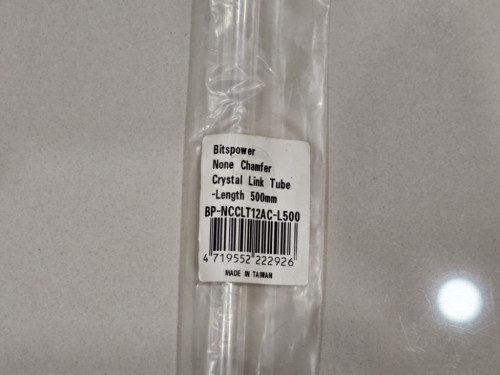 Bitspower
None Chamfer
Crystal Link Tube
-Length 500mm
BP-NCCLT12AC-L500
4 719552 222926
MADE IN TAIWAN